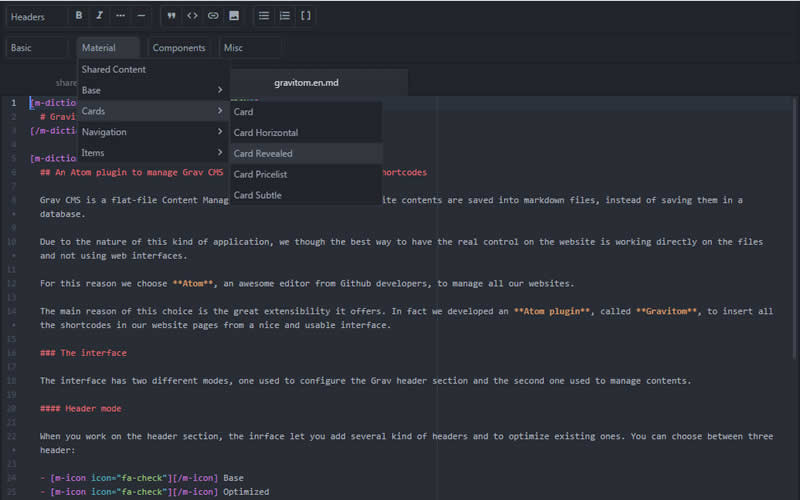 Headers B I ... —
Basic Material Components Misc
Shared Content
Base
Cards
Navigation
Items
Card
Card Horizontal
Card Revealed
Card Pricelist
Card Subtle
share
gravitom.en.md
1 [m-dictio
2 # Gravi
3 [/m-dicti
4
5 [m-dictio
6 ## An Atom plugin to manage Grav CMS hortcodes
7
8 Grav CMS is a flat-file Content Manag ite contents are saved into markdown files, instead of saving them in a
• database.
9
10 Due to the nature of this kind of application, we though the best way to have the real control on the website is working directly on the files
• and not using web interfaces.
11
12 For this reason we choose **Atom**, an awesome editor from Github developers, to manage all our websites.
13
14 The main reason of this choice is the great extensibility it offers. In fact we developed an **Atom plugin**, called **Gravitom**, to insert all
• the shortcodes in our website pages from a nice and usable interface.
15
16 ### The interface
17
18 The interface has two different modes, one used to configure the Grav header section and the second one used to manage contents.
19
20 #### Header mode
21
22 When you work on the header section, the inrface let you add several kind of headers and to optimize existing ones. You can choose between three
• header:
23
24 - [m-icon icon="fa-check"][/m-icon] Base
25 - [m-icon icon="fa-check"][/m-icon] Optimized